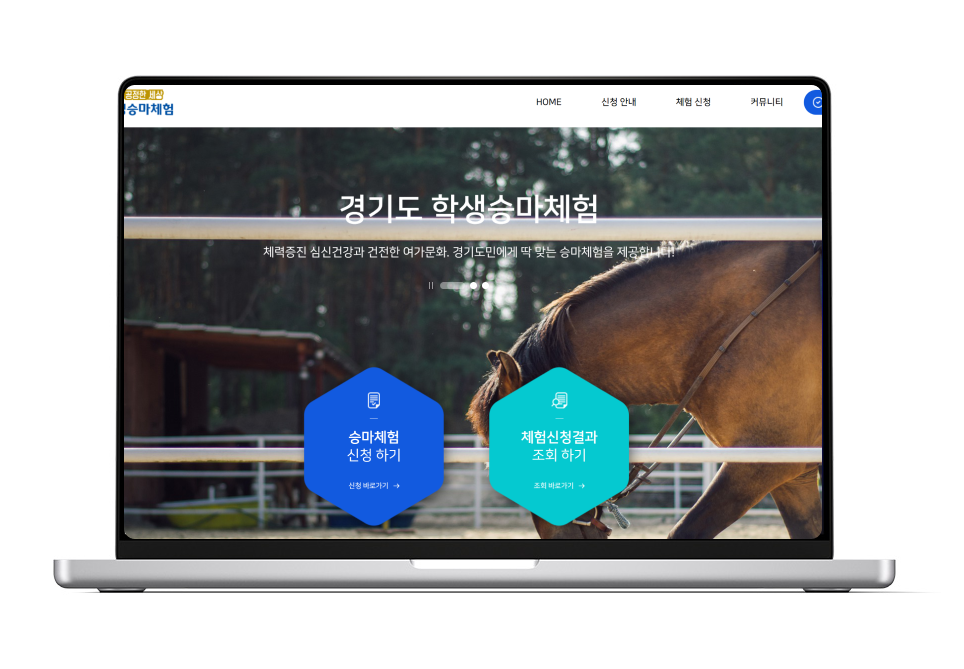 공정한 세상
승마체험
HOME
신청 안내
체험 신청
커뮤니티
경기도 학생승마체험
체력증진 심신건강과 건전한 여가문화. 경기도민에게 딱 맞는 승마체험을 제공합니다!
승마체험
신청 하기
신청 바로가기
체험신청결과
조회 하기
조회 바로가기